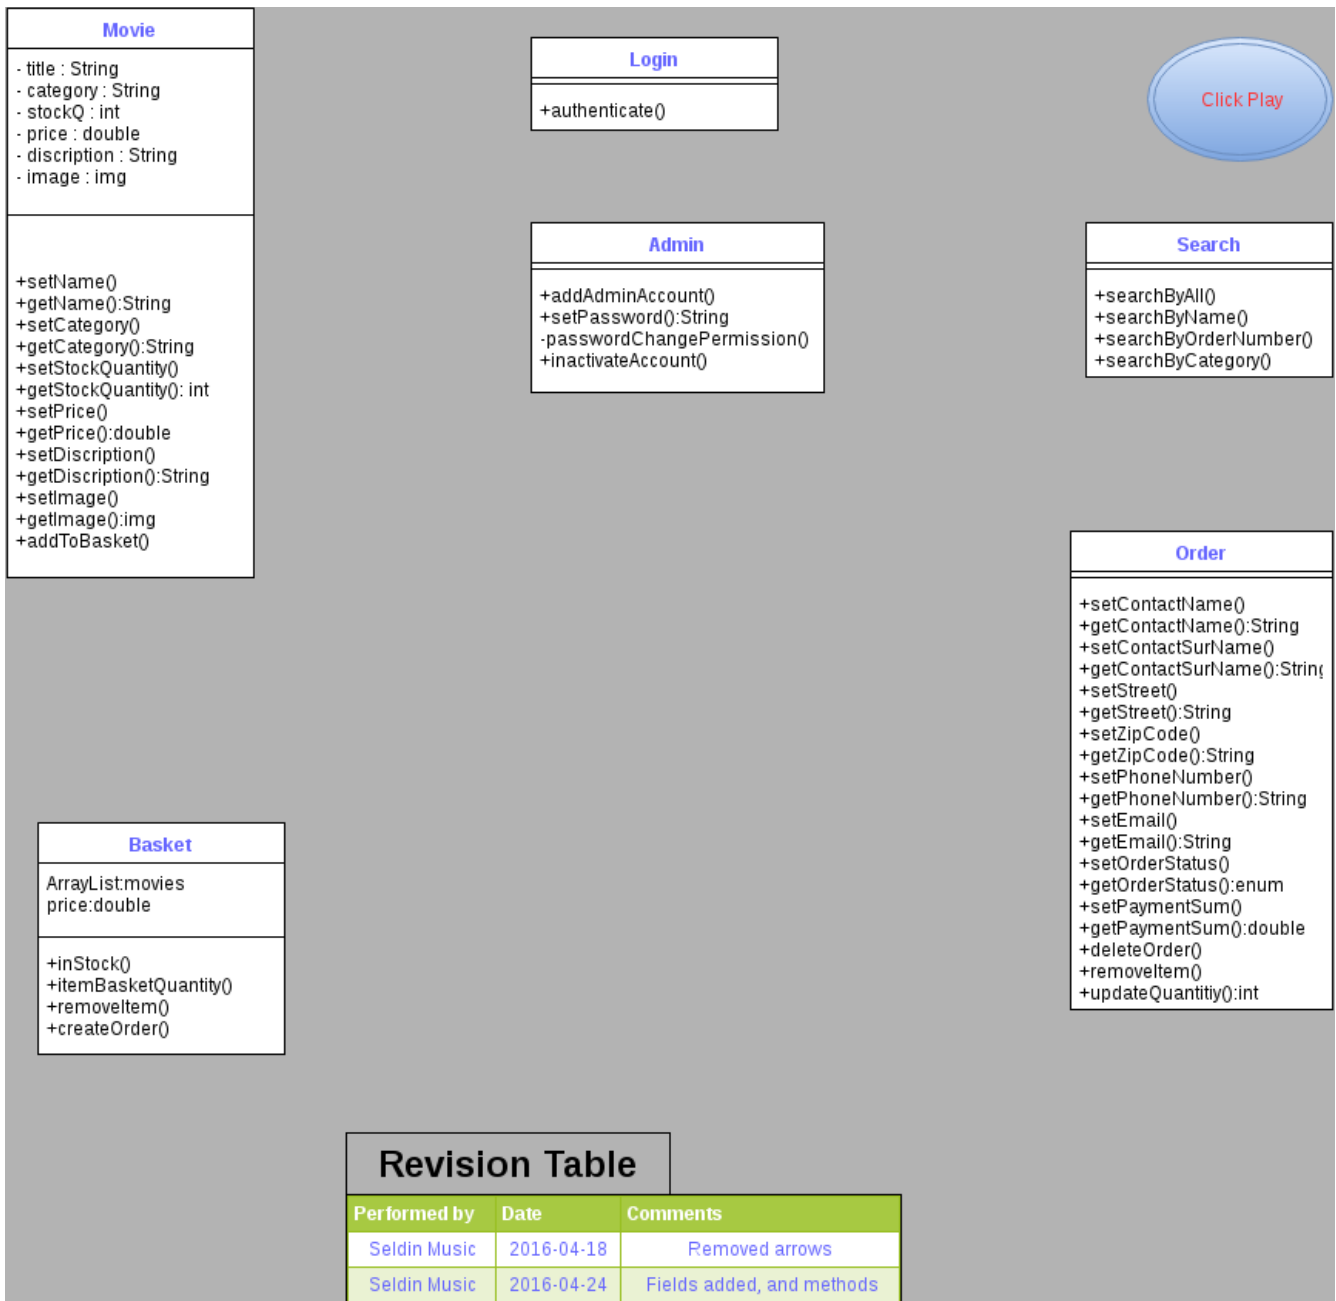 Movie
- title : String
- category : String
- stockQ : int
- price : double
- discription : String
- image : img
+setName()
+getName():String
+setCategory()
+getCategory():String
+setStockQuantity()
+getStockQuantity(): int
+setPrice()
+getPrice():double
+setDiscription()
+getDiscription():String
+setImage()
+getImage():img
+addToBasket()
Login
+authenticate()
Click Play
Admin
+addAdminAccount()
+setPassword():String
-passwordChangePermission()
+inactivateAccount()
Search
+searchByAll()
+searchByName()
+searchByOrderNumber()
+searchByCategory()
Order
+setContactName()
+getContactName():String
+setContactSurName()
+getContactSurName():String
+setStreet()
+getStreet():String
+setZipCode()
+getZipCode():String
+setPhoneNumber()
+getPhoneNumber():String
+setEmail()
+getEmail():String
+setOrderStatus()
+getOrderStatus():enum
+setPaymentSum()
+getPaymentSum():double
+deleteOrder()
+removeItem()
+updateQuantitiy():int
Basket
ArrayList:movies
price:double
+inStock()
+itemBasketQuantity()
+removeItem()
+createOrder()
Revision Table
Performed by Date Comments
Seldin Music 2016-04-18 Removed arrows
Seldin Music 2016-04-24 Fields added, and methods